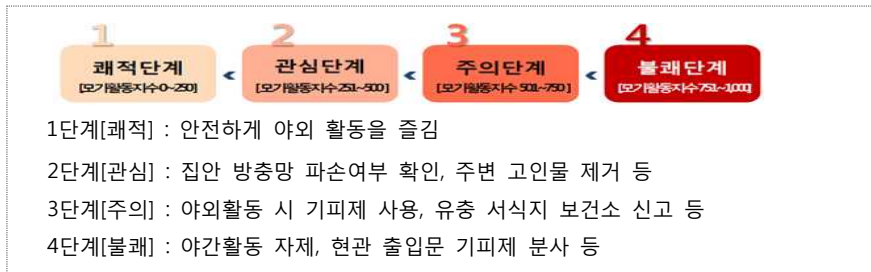 1 2 3 4
쾌적단계 < 관심단계 < 주의단계 < 불쾌단계
[모기활동지수0~250] [모기활동지수251~500] [모기활동지수 501~750] [모기활동지수 751~1,000]
1단계[쾌적] : 안전하게 야외 활동을 즐김
2단계[관심] : 집안 방충망 파손여부 확인, 주변 고인물 제거 등
3단계[주의] : 야외활동 시 기피제 사용, 유충 서식지 보건소 신고 등
4단계[불쾌] : 야간활동 자제, 현관 출입문 기피제 분사 등